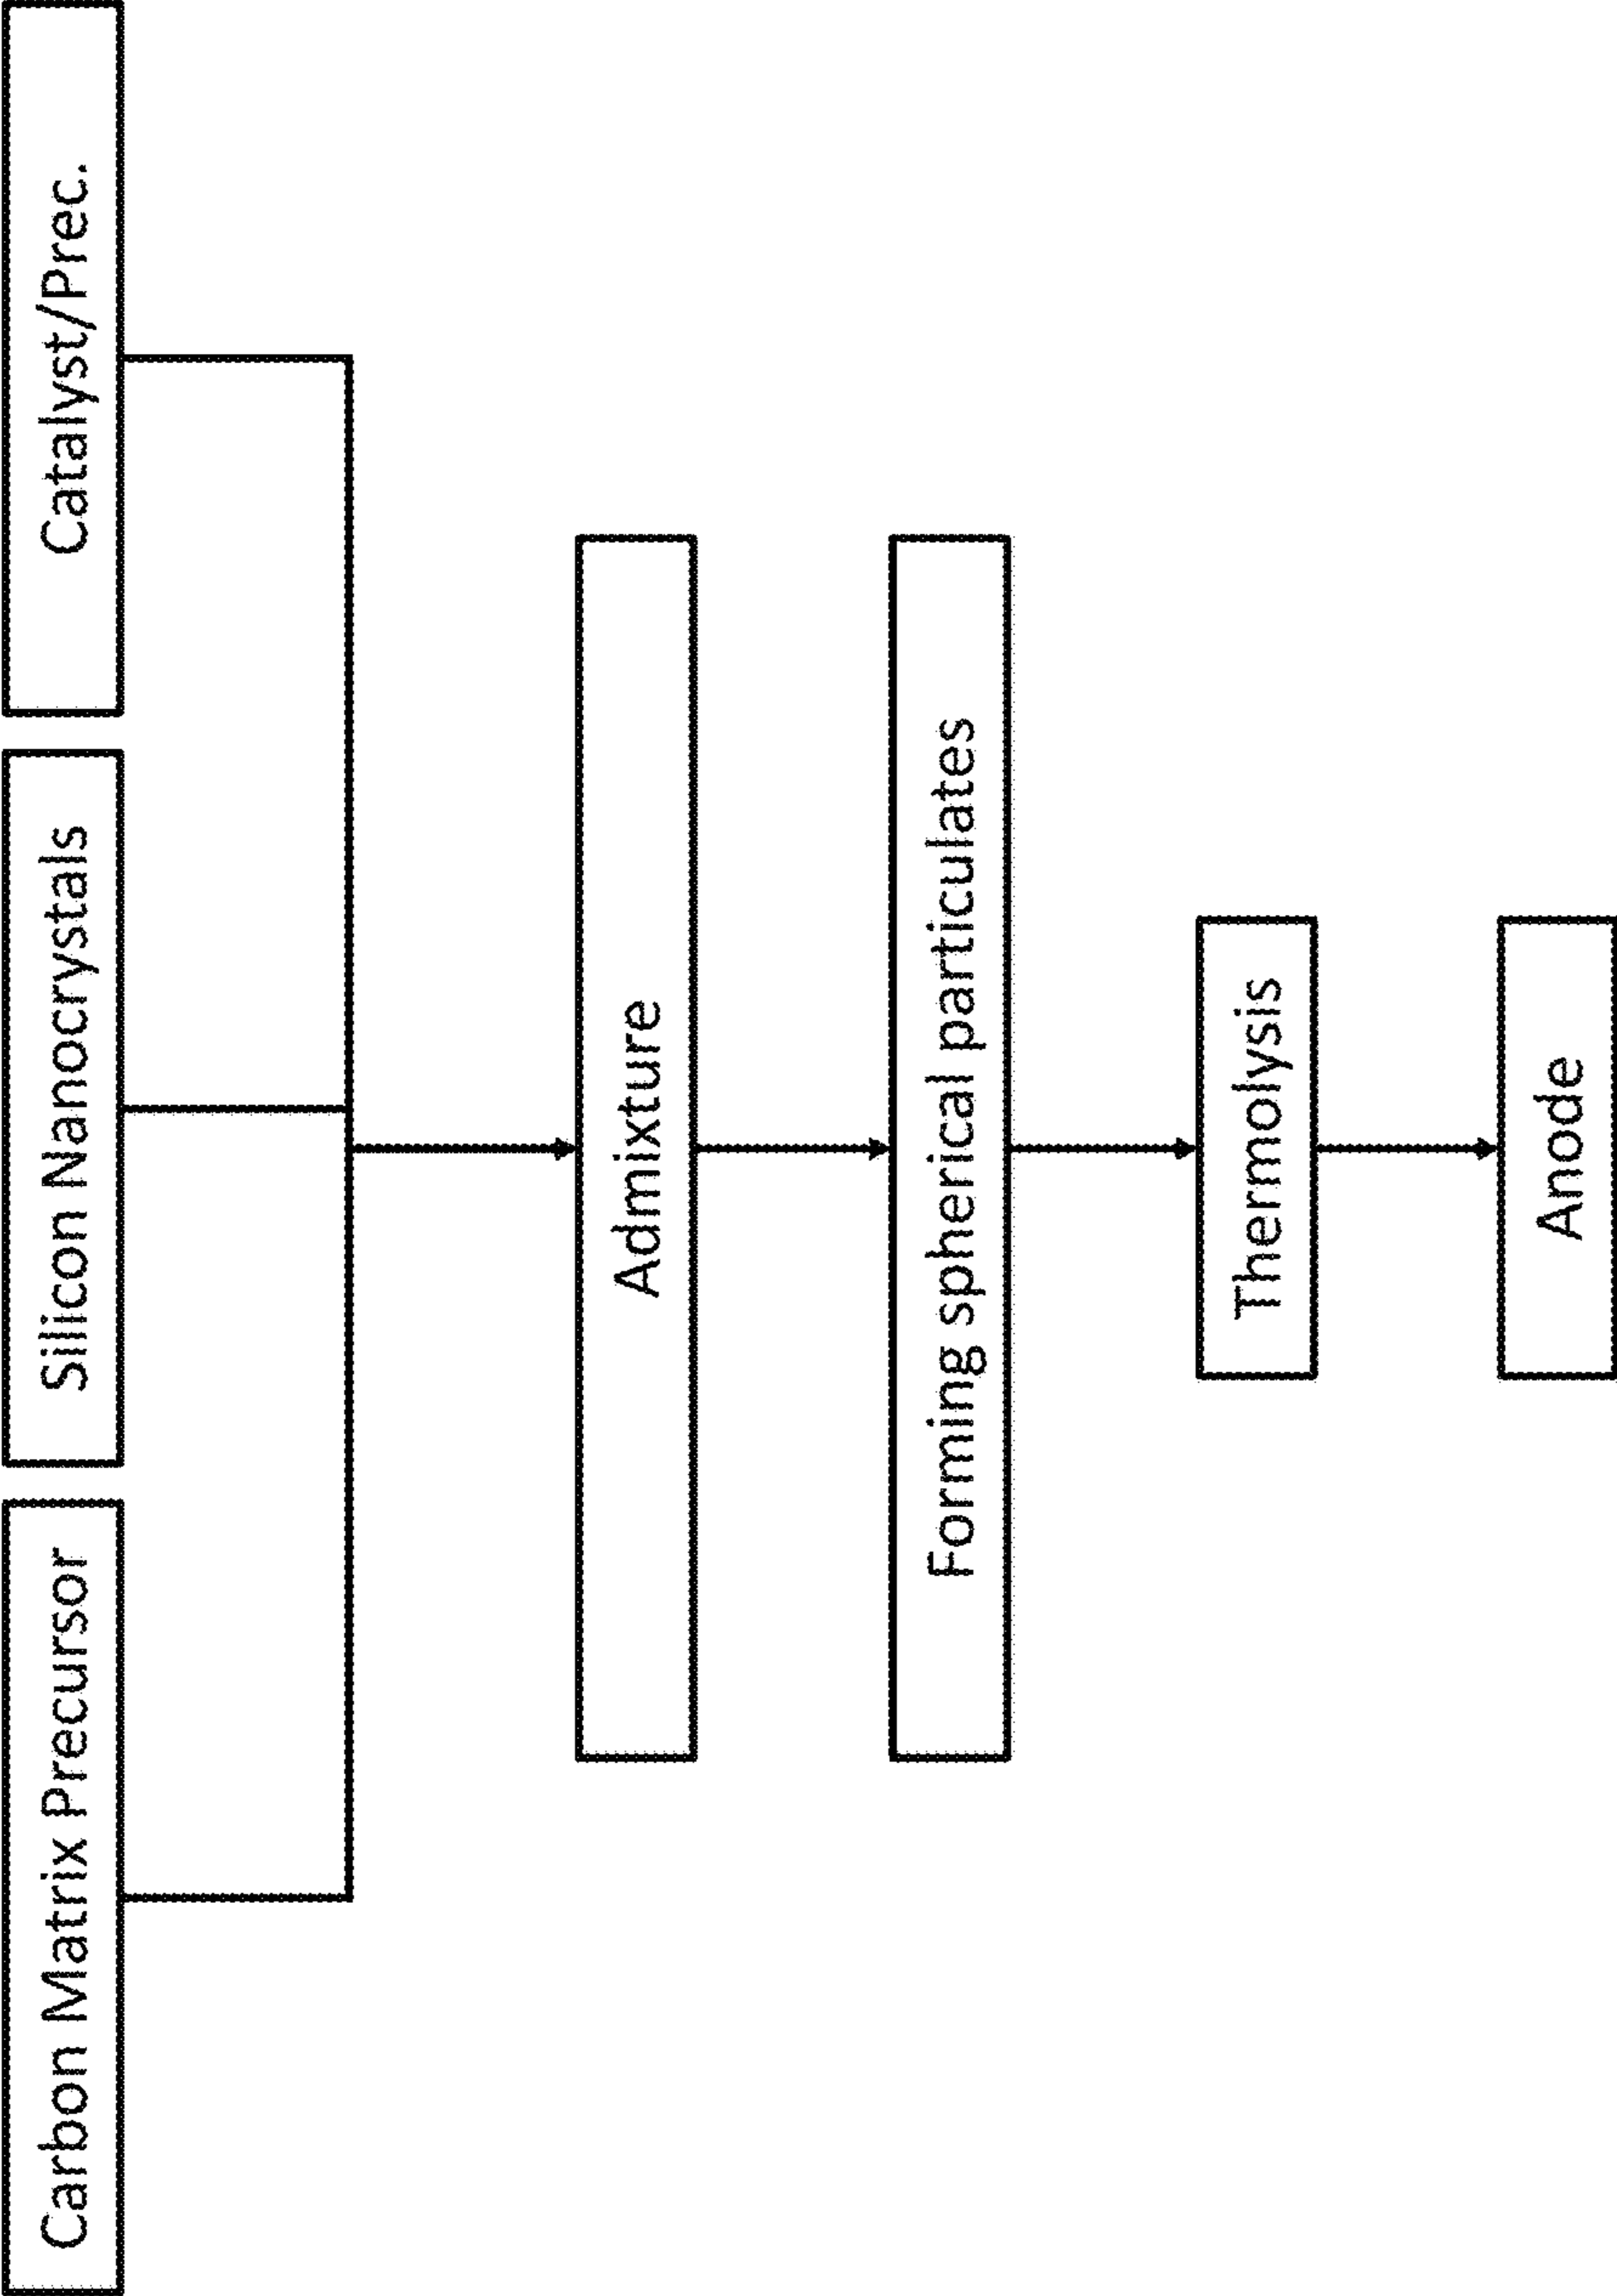 Carbon Matrix Precursor
Silicon Nanocrystals
Catalyst/Prec.
Admixture
Forming spherical particulates
Thermolysis
Anode